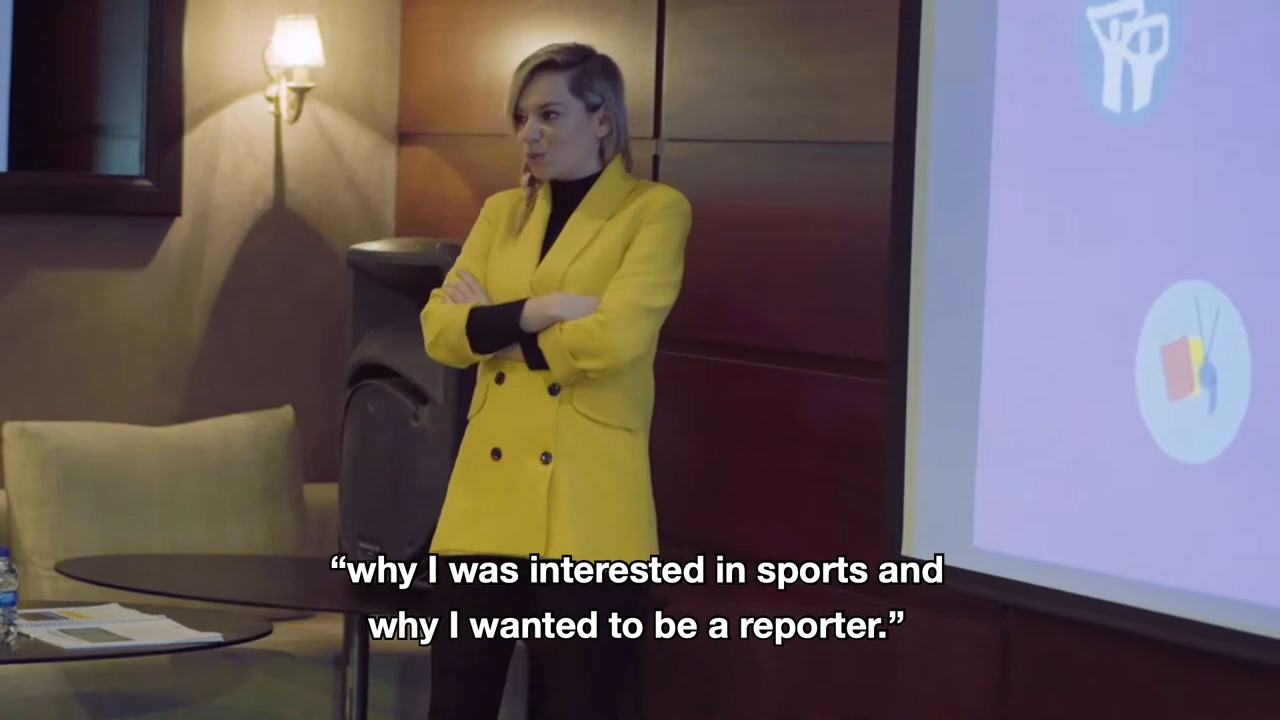 “why I was interested in sports and
why I wanted to be a reporter.”